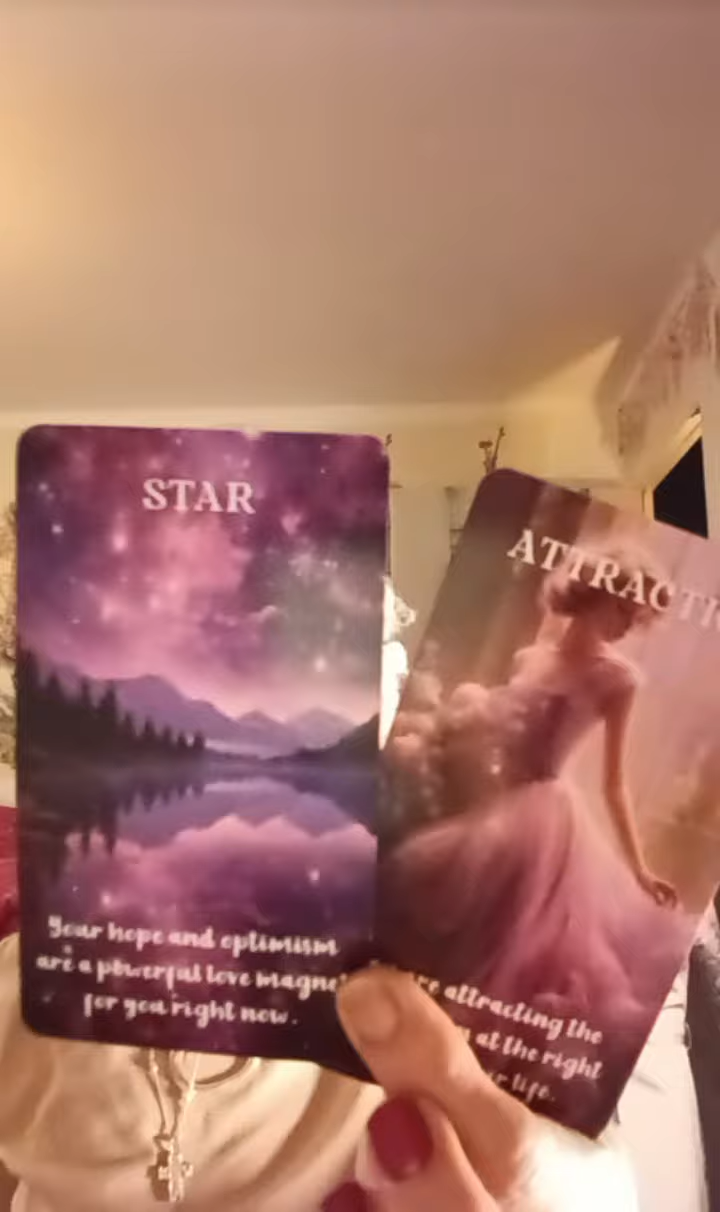 STAR
Your hope and optimism
are a powerful love magnet
for you right now.
ATTRACTI
are attracting the
at the right
life.